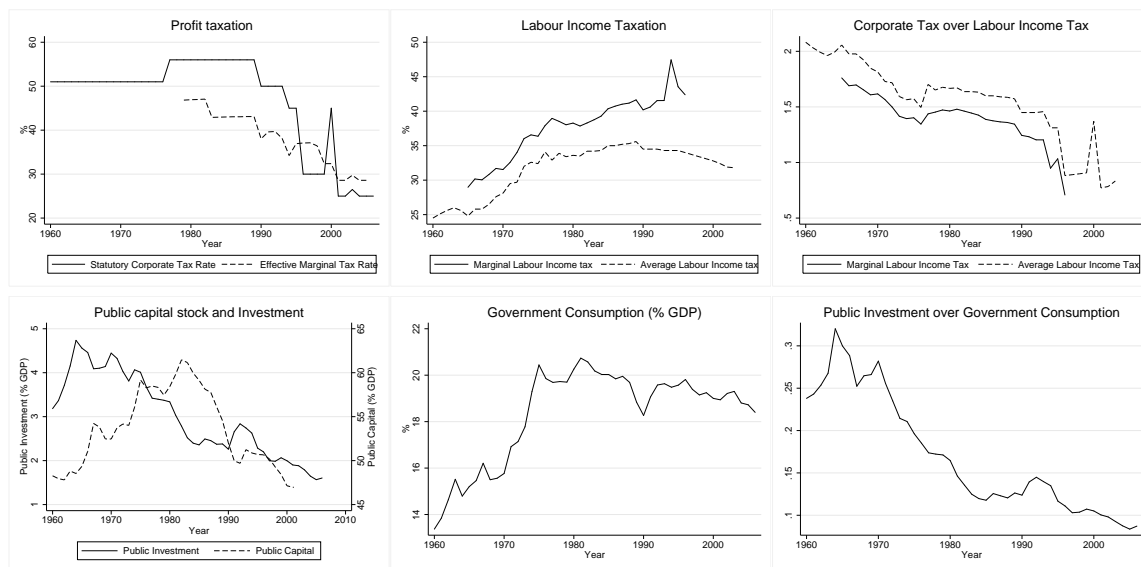 Profit taxation
60
50
40
30
20
%
1960 1970 1980 1990 2000
Year
Statutory Corporate Tax Rate Effective Marginal Tax Rate
Labour Income Taxation
50
45
40
35
30
25
%
1960 1970 1980 1990 2000
Year
Marginal Labour Income tax Average Labour Income tax
Corporate Tax over Labour Income Tax
2
1.5
1
.5
1960 1970 1980 1990 2000
Year
Marginal Labour Income Tax Average Labour Income Tax
Public capital stock and Investment
5
4
3
2
1
Public Investment (% GDP)
65
60
55
50
45
Public Capital (% GDP)
1960 1970 1980 1990 2000 2010
Year
Public Investment Public Capital
Government Consumption (% GDP)
22
20
18
16
14
%
1960 1970 1980 1990 2000
Year
Public Investment over Government Consumption
.3
.25
.2
.15
.1
1960 1970 1980 1990 2000
Year